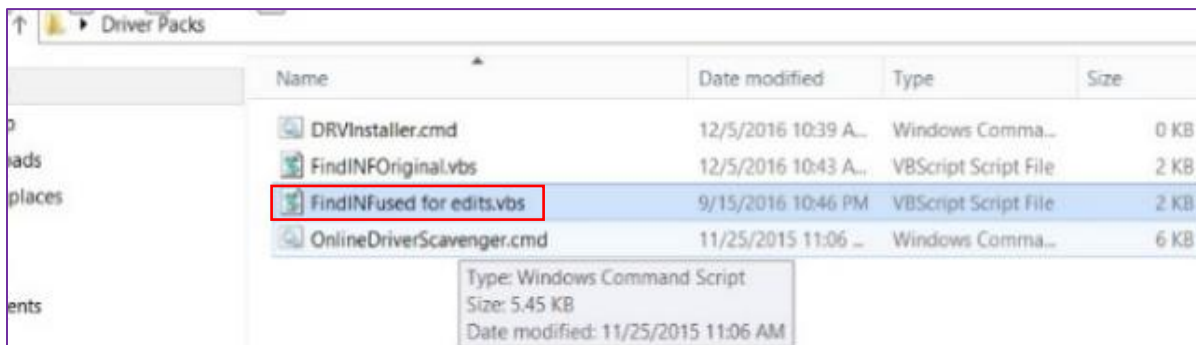 Driver Packs
Name Date modified Type Size
DRVInstaller.cmd 12/5/2016 10:39 A... Windows Comma... 0 KB
ads FindINFOriginal.vbs 12/5/2016 10:43 A... VBScript Script File 2 KB
places FindINFused for edits.vbs 9/15/2016 10:46 PM VBScript Script File 2 KB
OnlineDriverScavenger.cmd 11/25/2015 11:06 ... Windows Comma... 6 KB
Type: Windows Command Script
ents Size: 5.45 KB
Date modified: 11/25/2015 11:06 AM